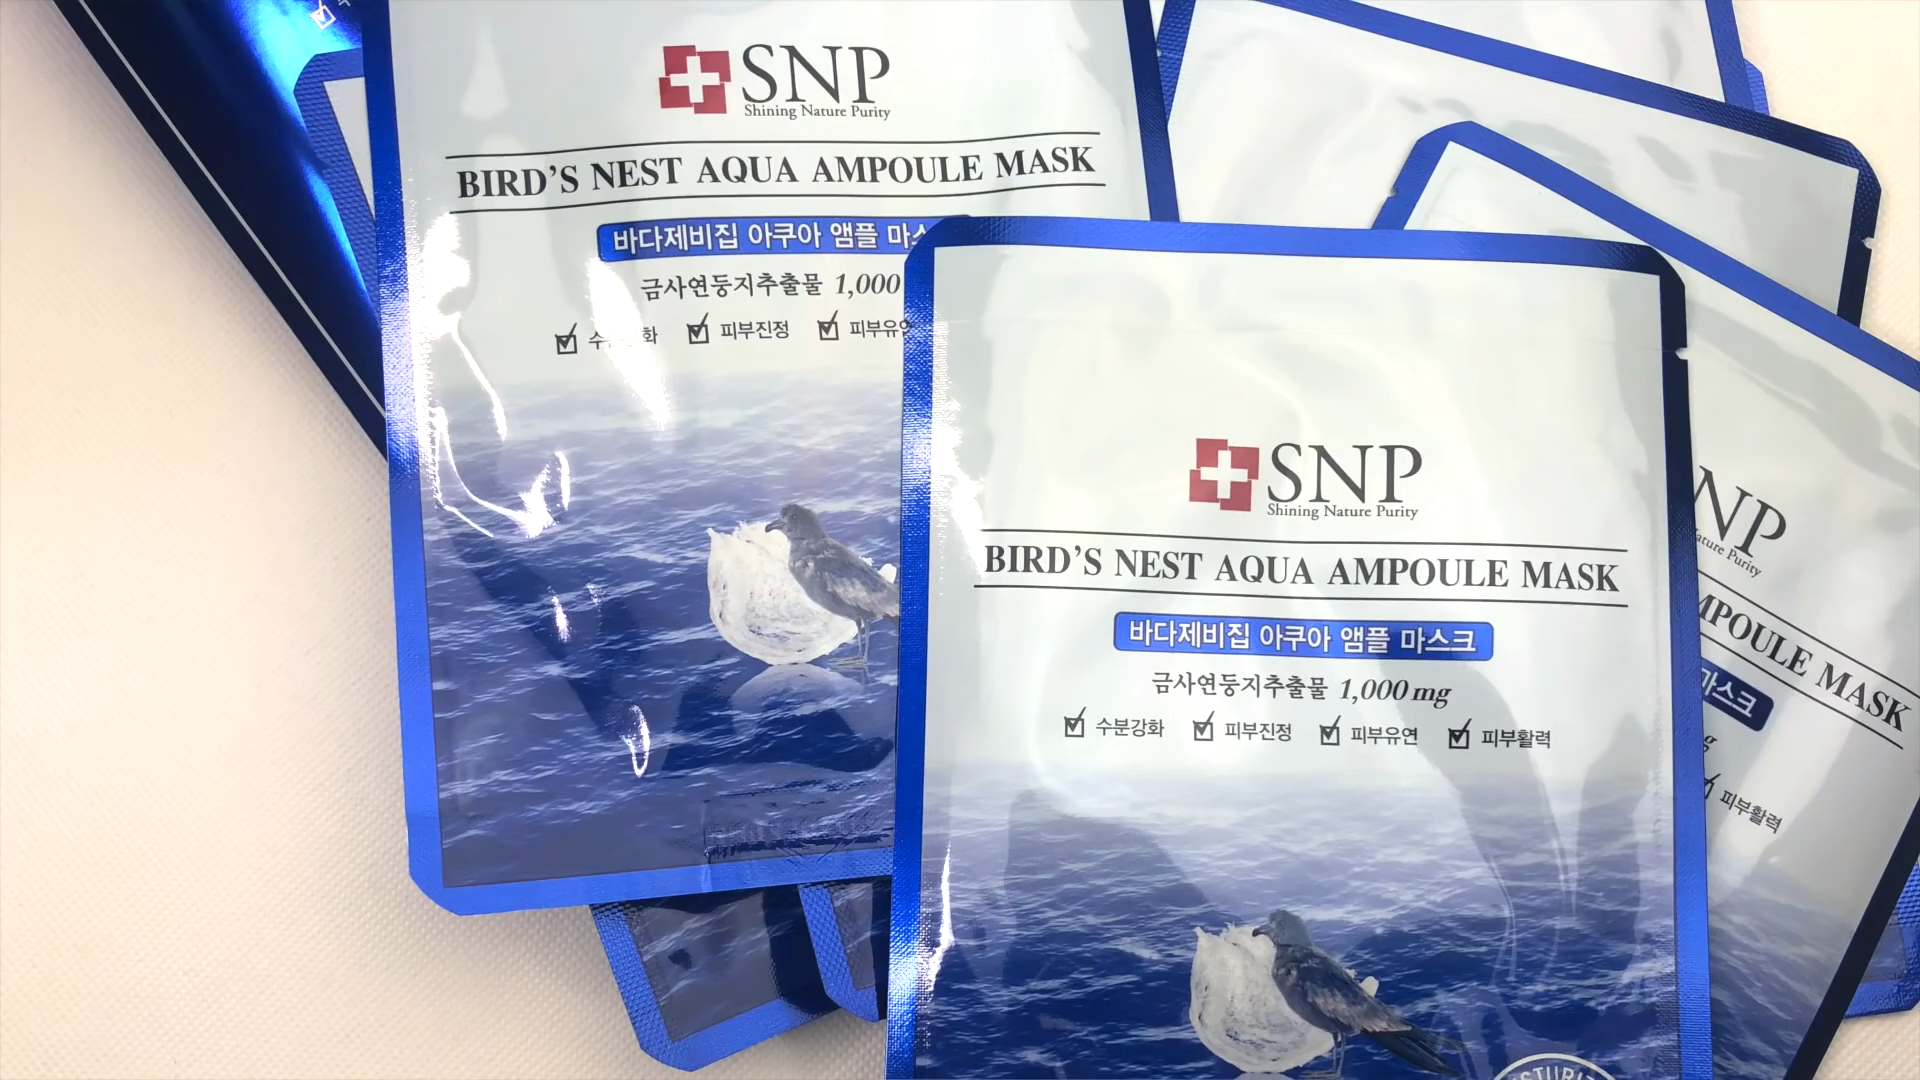 SNP
Shining Nature Purity
BIRD'S NEST AQUA AMPOULE MASK
바다제비집 아쿠아 앰플
금사연둥지추출물 1,000
피부진정
SNP
Shining Nature Purity
BIRD'S NEST AQUA AMPOULE MASK
바다제비집 아쿠아 앰플 마스크
금사연둥지추출물 1,000 mg
수분강화 피부진정 피부유연 피부활력
Purity
MASK
피부활력